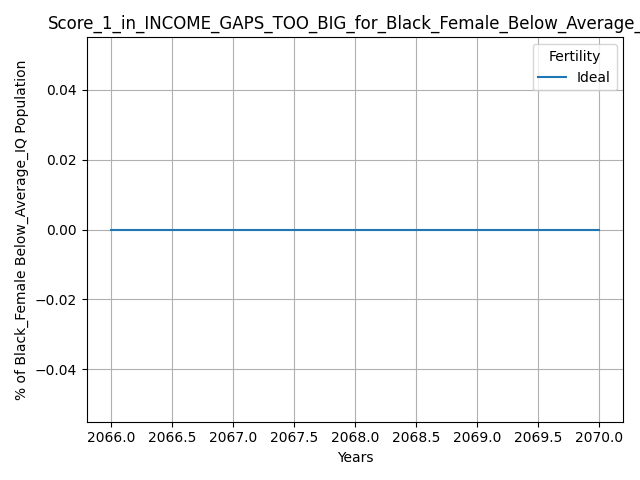 Score_1_in_INCOME_GAPS_TOO_BIG_for_Black_Female_Below_Average_
Fertility
Ideal
% of Black_Female Below_Average_IQ Population
0.04
0.02
0.00
−0.02
−0.04
2066.0 2066.5 2067.0 2067.5 2068.0 2068.5 2069.0 2069.5 2070.0
Years